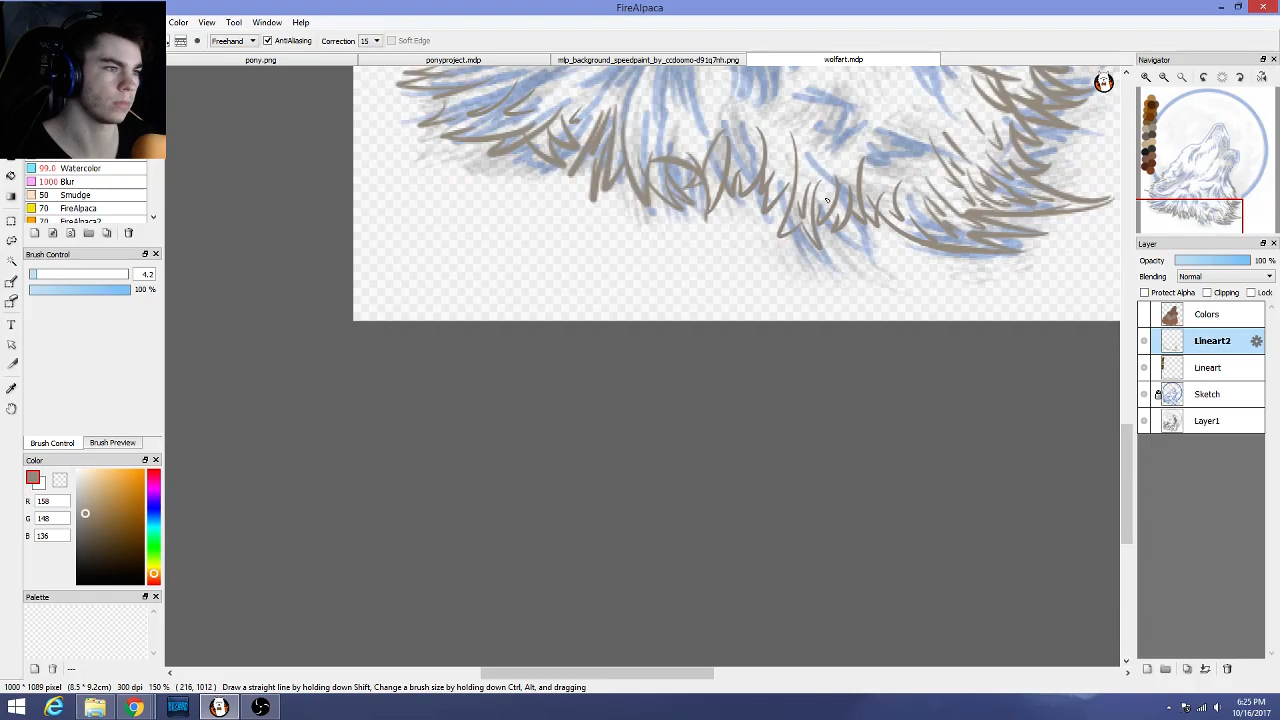 FireAlpaca
Color View Tool Window Help
Freehand AntiAliasing Correction 15 Soft Edge
pony.png ponyproject.mdp mlp_background_speedpaint_by_ccdoomo-d91q7hh.png wolfart.mdp
Navigator
99.0 Watercolor
1000 Blur
50 Smudge
70 FireAlpaca
70 FireAlpaca2
Brush Control
4.2
100 %
Layer
Opacity 100 %
Blending Normal
Protect Alpha Clipping Lock
Colors
Lineart2
Lineart
Sketch
Layer1
Brush Control Brush Preview
Color
R 158
G 148
B 136
Palette
---
1000 * 1089 pixel (8.5 * 9.2cm) 300 dpi 150 % ( 216, 1012 ) Draw a straight line by holding down Shift, Change a brush size by holding down Ctrl, Alt, and dragging
6:25 PM
10/16/2017